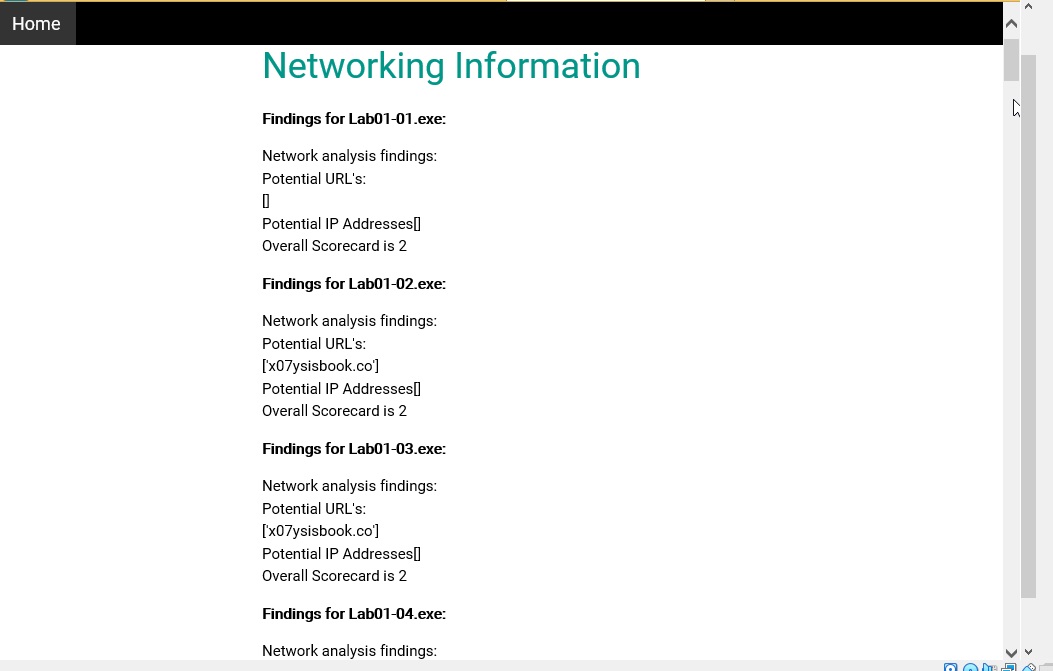 Home
Networking Information
Findings for Lab01-01.exe:
Network analysis findings:
Potential URL's:
[]
Potential IP Addresses[]
Overall Scorecard is 2
Findings for Lab01-02.exe:
Network analysis findings:
Potential URL's:
['x07ysisbook.co']
Potential IP Addresses[]
Overall Scorecard is 2
Findings for Lab01-03.exe:
Network analysis findings:
Potential URL's:
['x07ysisbook.co']
Potential IP Addresses[]
Overall Scorecard is 2
Findings for Lab01-04.exe:
Network analysis findings: